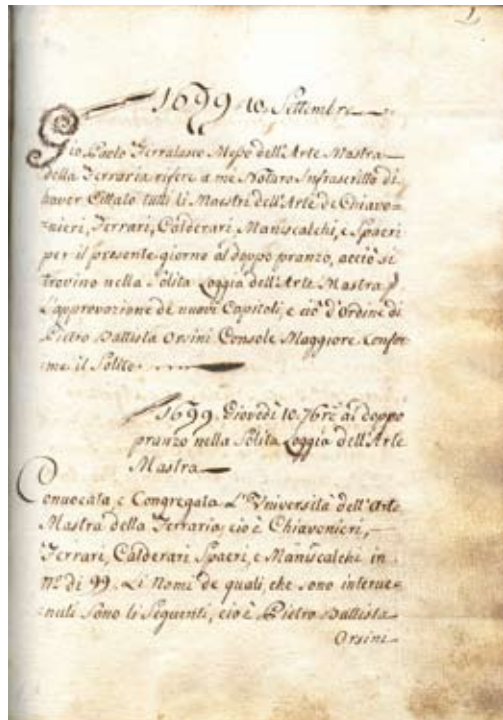 1
1699 10 Settembre
Gio Paolo Ferralasco Messo dell'Arte Mastra
della Ferraria rifere a me Notaro Infrascritto di
haver Cittato tutti li Maestri dell'Arte de Chiavo-
nieri, Ferrari, Calderari, Maniscalchi, e Spaeri
per il presente giorno al doppo pranzo, acciò si
trovino nella Solita Loggia dell'Arte Mastra p
l'approvazione de nuovi Capitoli, e ciò d'ordine di
Pietro Battista Orsini Console Maggiore Confor
me il Solito
1699. Giovedì 10. 7bre al doppo
pranzo nella Solita Loggia dell'Arte
Mastra
Convocata e Congregata L'Università dell'Arte
Mastra della Ferraria cioè Chiavonieri,
Ferrari, Calderari Spaeri, e Maniscalchi in
n.º di 99. Li Nomi de quali, che sono interve-
nuti Sono li Seguenti, cioè Pietro Battista
Orsini